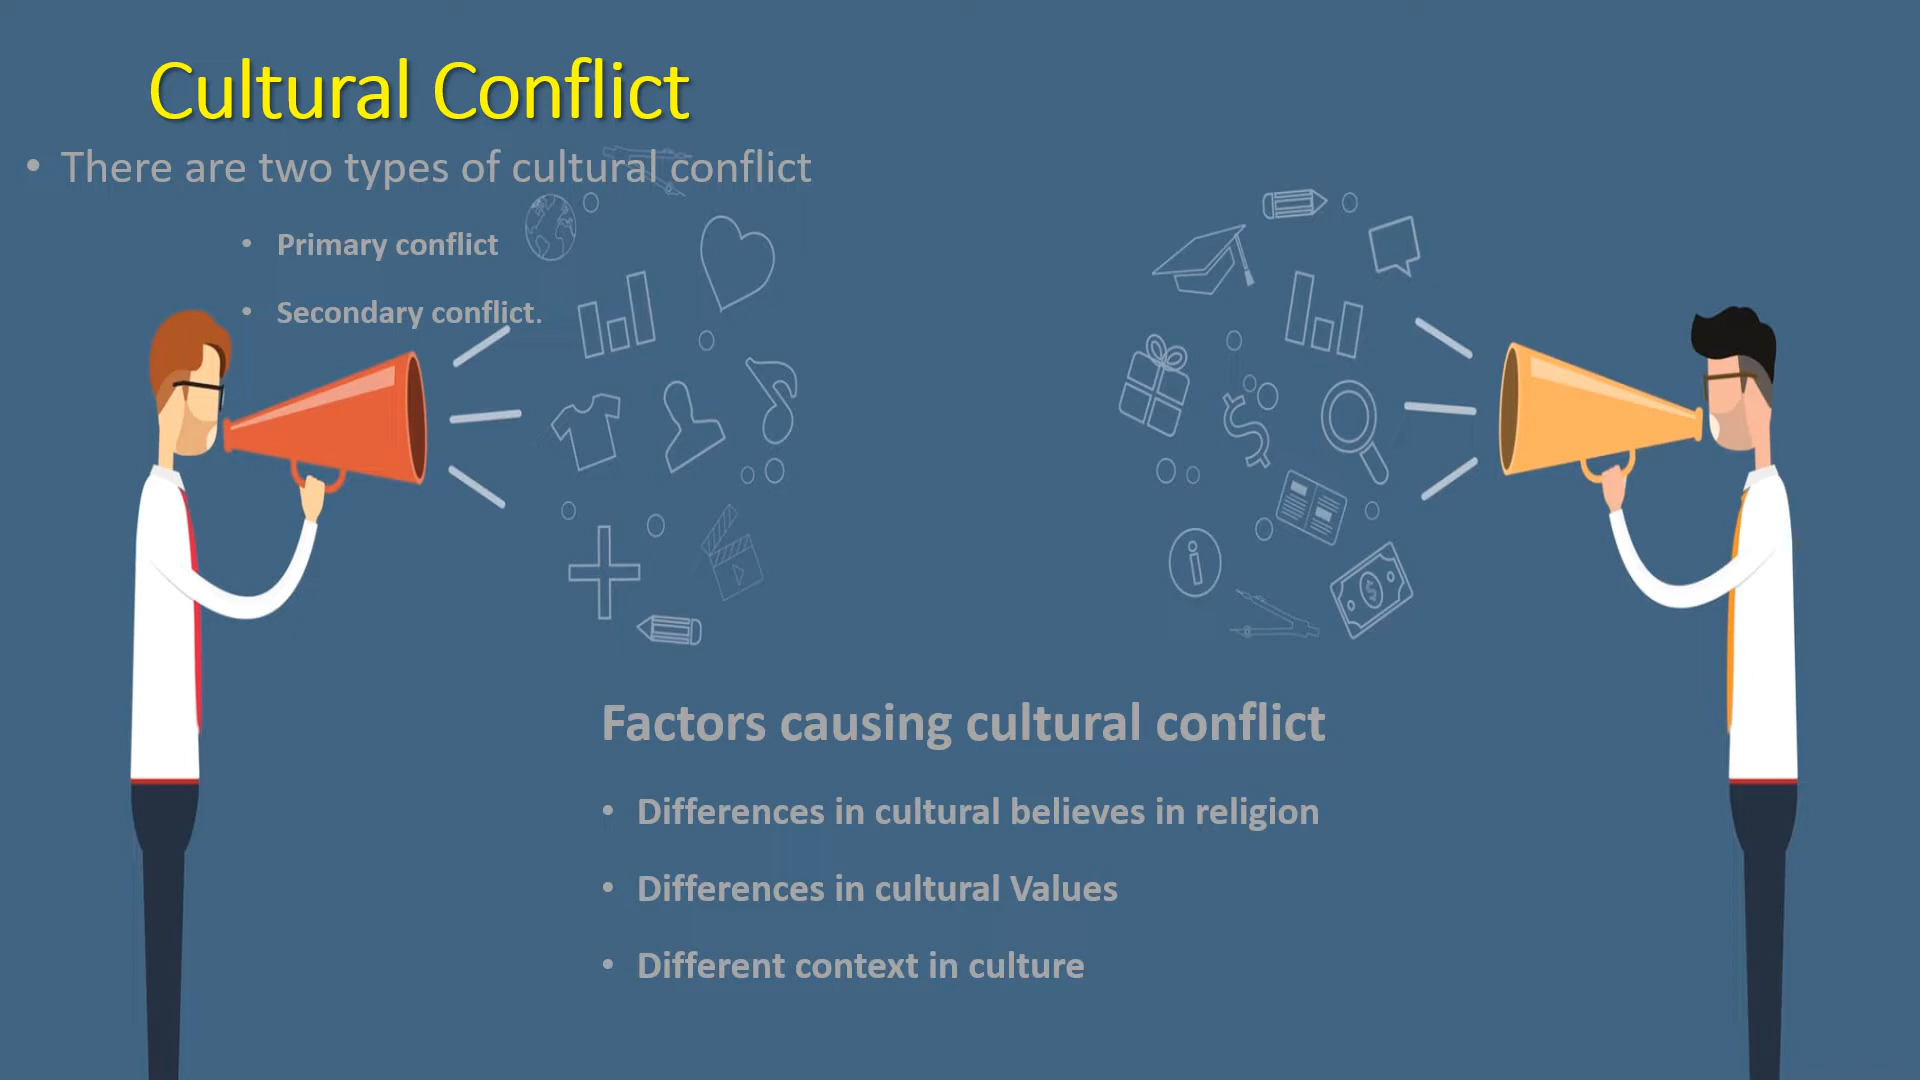 Cultural Conflict
• There are two types of cultural conflict
• Primary conflict
• Secondary conflict.
Factors causing cultural conflict
• Differences in cultural believes in religion
• Differences in cultural Values
• Different context in culture